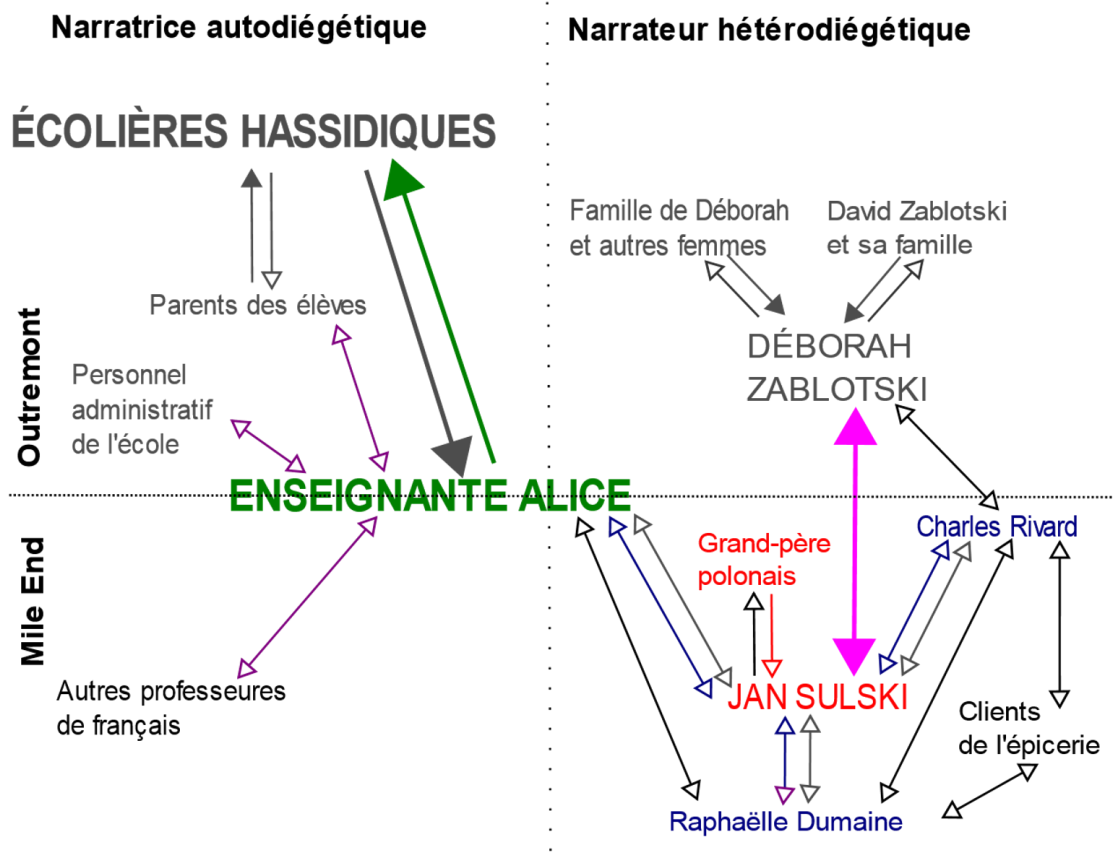 Narratrice autodiégétique
Narrateur hétérodiégétique
ÉCOLIÈRES HASSIDIQUES
Famille de Déborah
et autres femmes
David Zablotski
et sa famille
Parents des élèves
DÉBORAH
ZABLOTSKI
Personnel
administratif
de l'école
Outremont
ENSEIGNANTE ALICE
Charles Rivard
Grand-père
polonais
Mile End
Autres professeures
de français
JAN SULSKI
Clients
de l'épicerie
Raphaëlle Dumaine